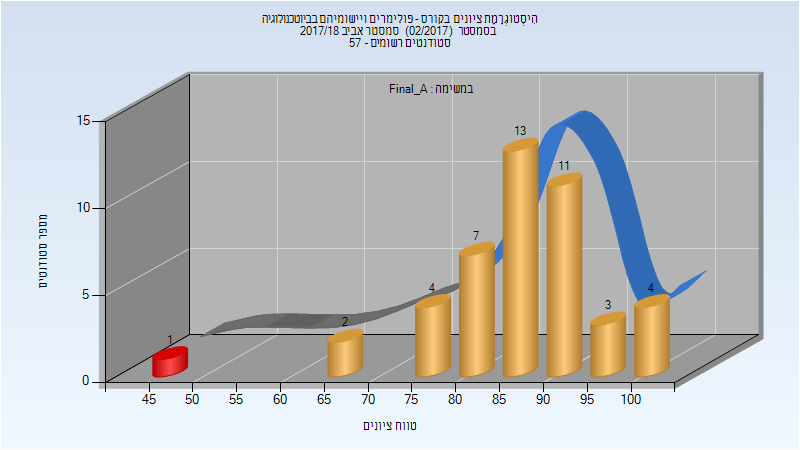 הִיסְטוֹגְרָמַת ציונים בקורס - פולימרים ויישומיהם בביוטכנולוגיה
בסמסטר (02/2017) סמסטר אביב 2017/18
סטודנטים רשומים - 57
במשימה : Final_A
מספר סטודנטים
15
10
5
0
1
2
4
7
13
11
3
4
45 50 55 60 65 70 75 80 85 90 95 100
טווח ציונים